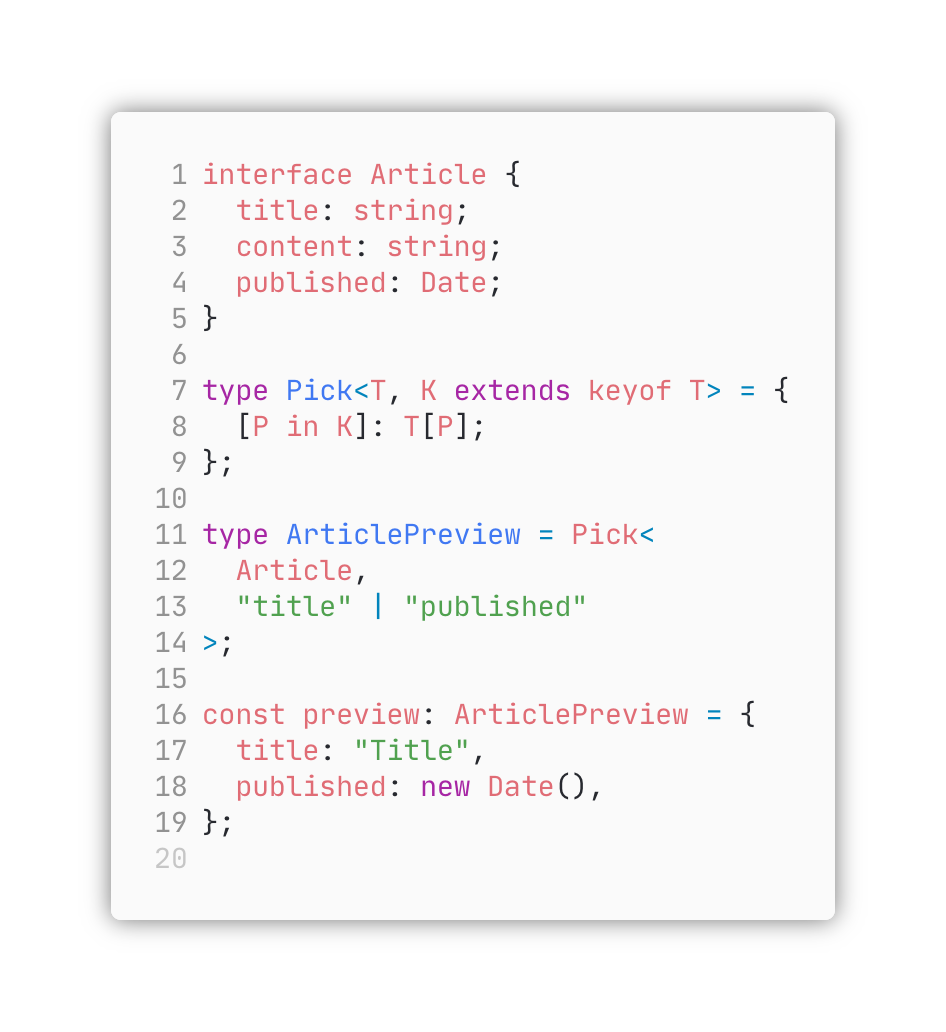 1 interface Article {
2   title: string;
3   content: string;
4   published: Date;
5 }
6
7 type Pick<T, K extends keyof T> = {
8   [P in K]: T[P];
9 };
10
11 type ArticlePreview = Pick<
12   Article,
13   "title" | "published"
14 >;
15
16 const preview: ArticlePreview = {
17   title: "Title",
18   published: new Date(),
19 };
20